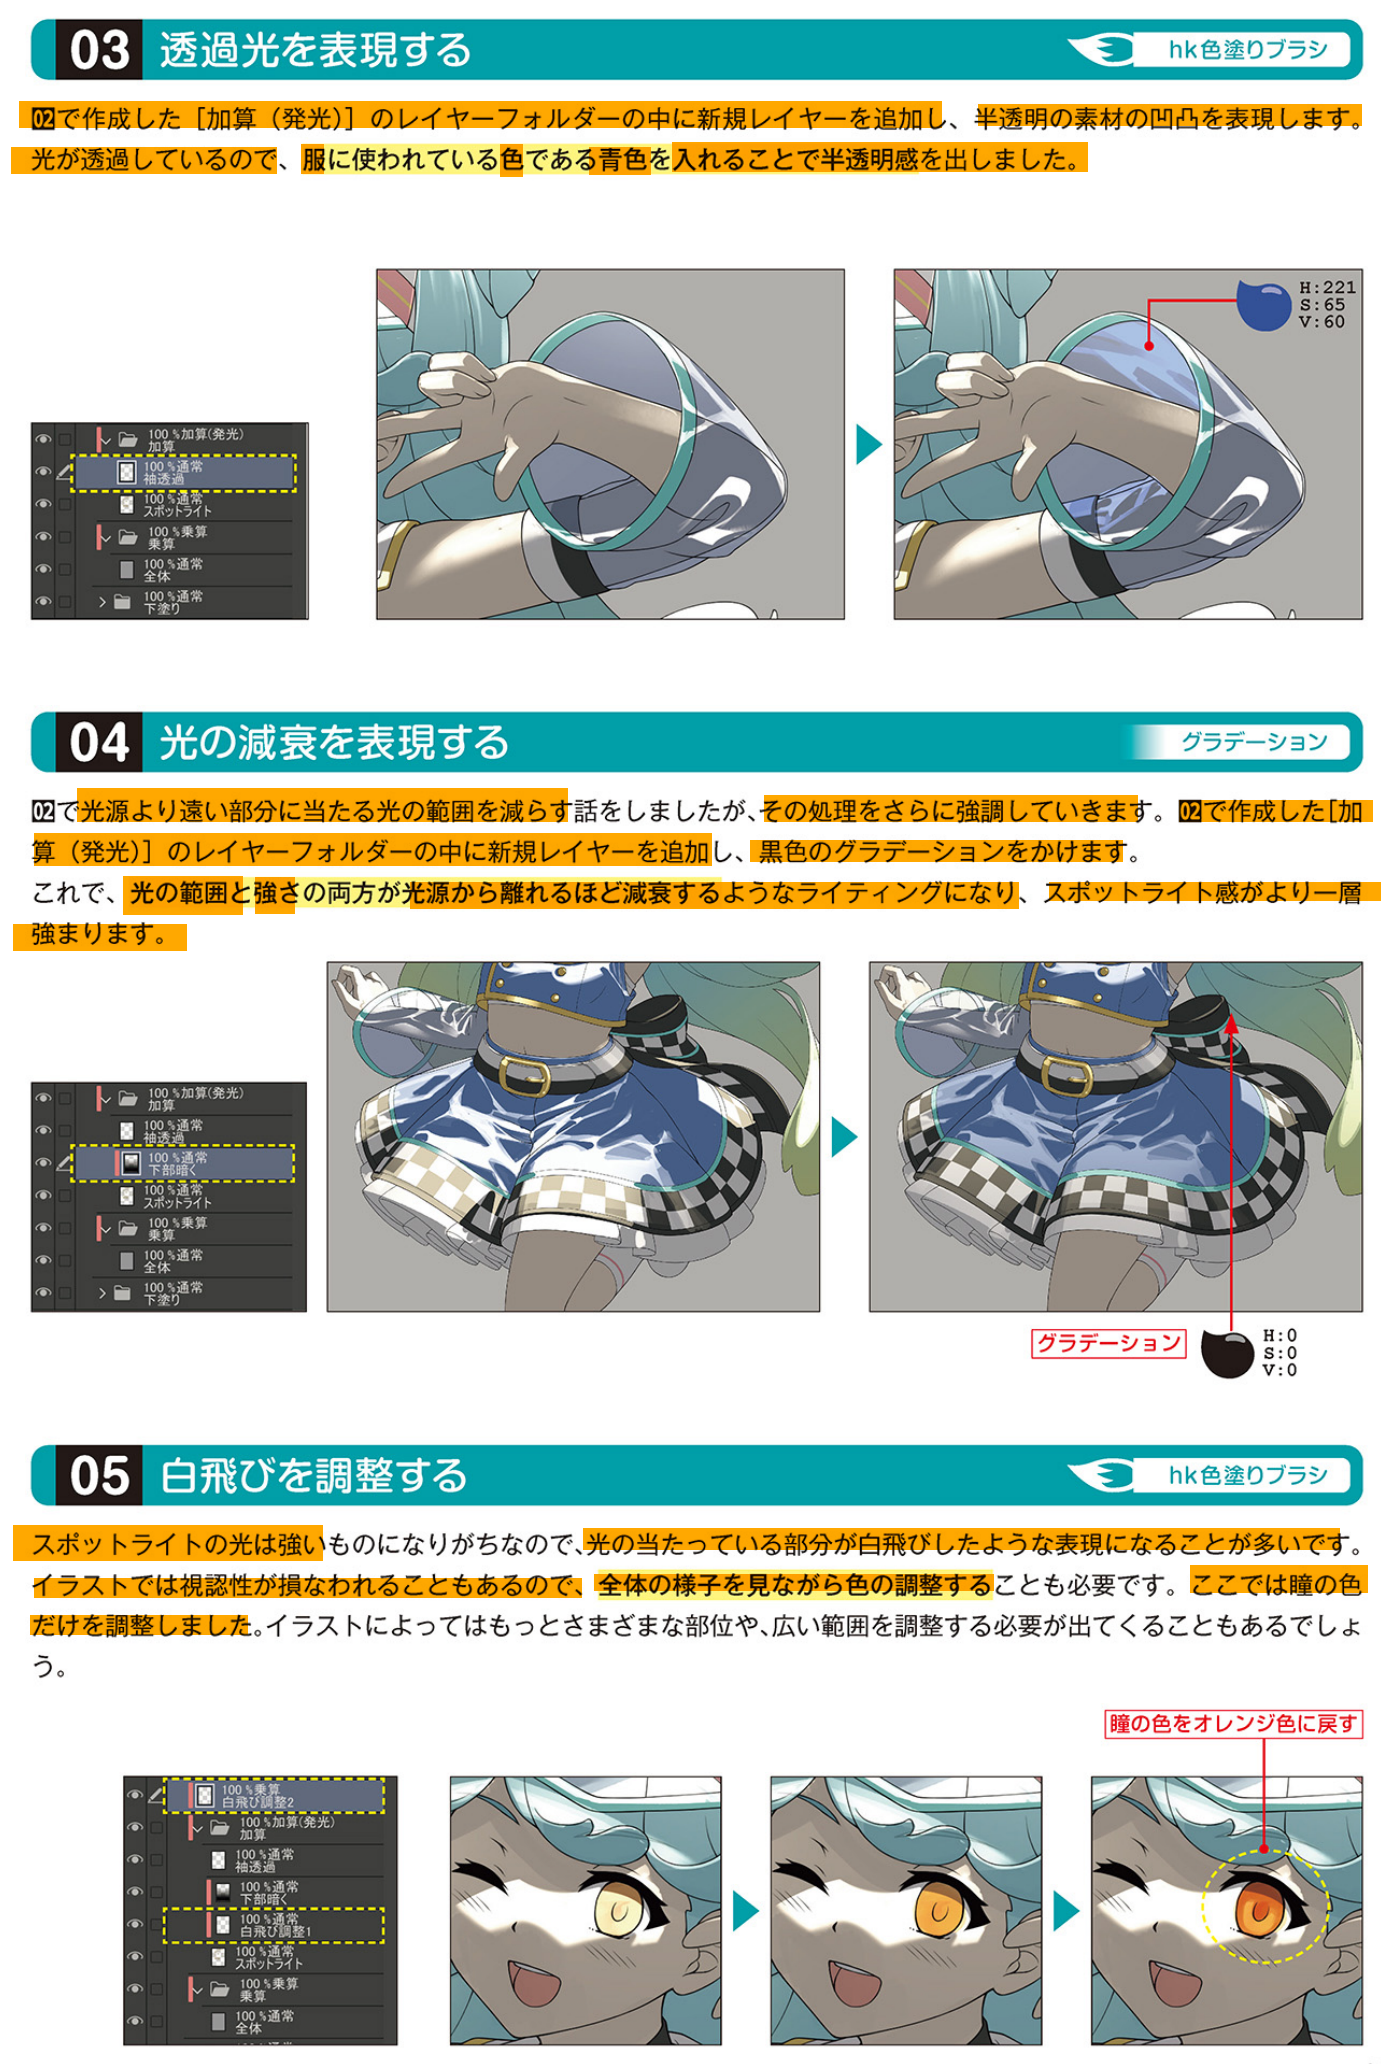 03 透過光を表現する
hk色塗りブラシ
02で作成した［加算（発光）］のレイヤーフォルダーの中に新規レイヤーを追加し、半透明の素材の凹凸を表現します。
光が透過しているので、服に使われている色である青色を入れることで半透明感を出しました。
100 %加算(発光)
加算
100 %通常
袖透過
100 %通常
スポットライト
100 %乗算
乗算
100 %通常
全体
100 %通常
下塗り
H:221
S:65
V:60
04 光の減衰を表現する
グラデーション
02で光源より遠い部分に当たる光の範囲を減らす話をしましたが、その処理をさらに強調していきます。02で作成した［加
算（発光）］のレイヤーフォルダーの中に新規レイヤーを追加し、黒色のグラデーションをかけます。
これで、光の範囲と強さの両方が光源から離れるほど減衰するようなライティングになり、スポットライト感がより一層
強まります。
100 %加算(発光)
加算
100 %通常
袖透過
100 %通常
下部暗く
100 %通常
スポットライト
100 %乗算
乗算
100 %通常
全体
100 %通常
下塗り
グラデーション
H:0
S:0
V:0
05 白飛びを調整する
hk色塗りブラシ
スポットライトの光は強いものになりがちなので、光の当たっている部分が白飛びしたような表現になることが多いです。
イラストでは視認性が損なわれることもあるので、全体の様子を見ながら色の調整することも必要です。ここでは瞳の色
だけを調整しました。イラストによってはもっとさまざまな部位や、広い範囲を調整する必要が出てくることもあるでしょ
う。
瞳の色をオレンジ色に戻す
100 %乗算
白飛び調整2
100 %加算(発光)
加算
100 %通常
袖透過
100 %通常
下部暗く
100 %通常
白飛び調整1
100 %通常
スポットライト
100 %乗算
乗算
100 %通常
全体